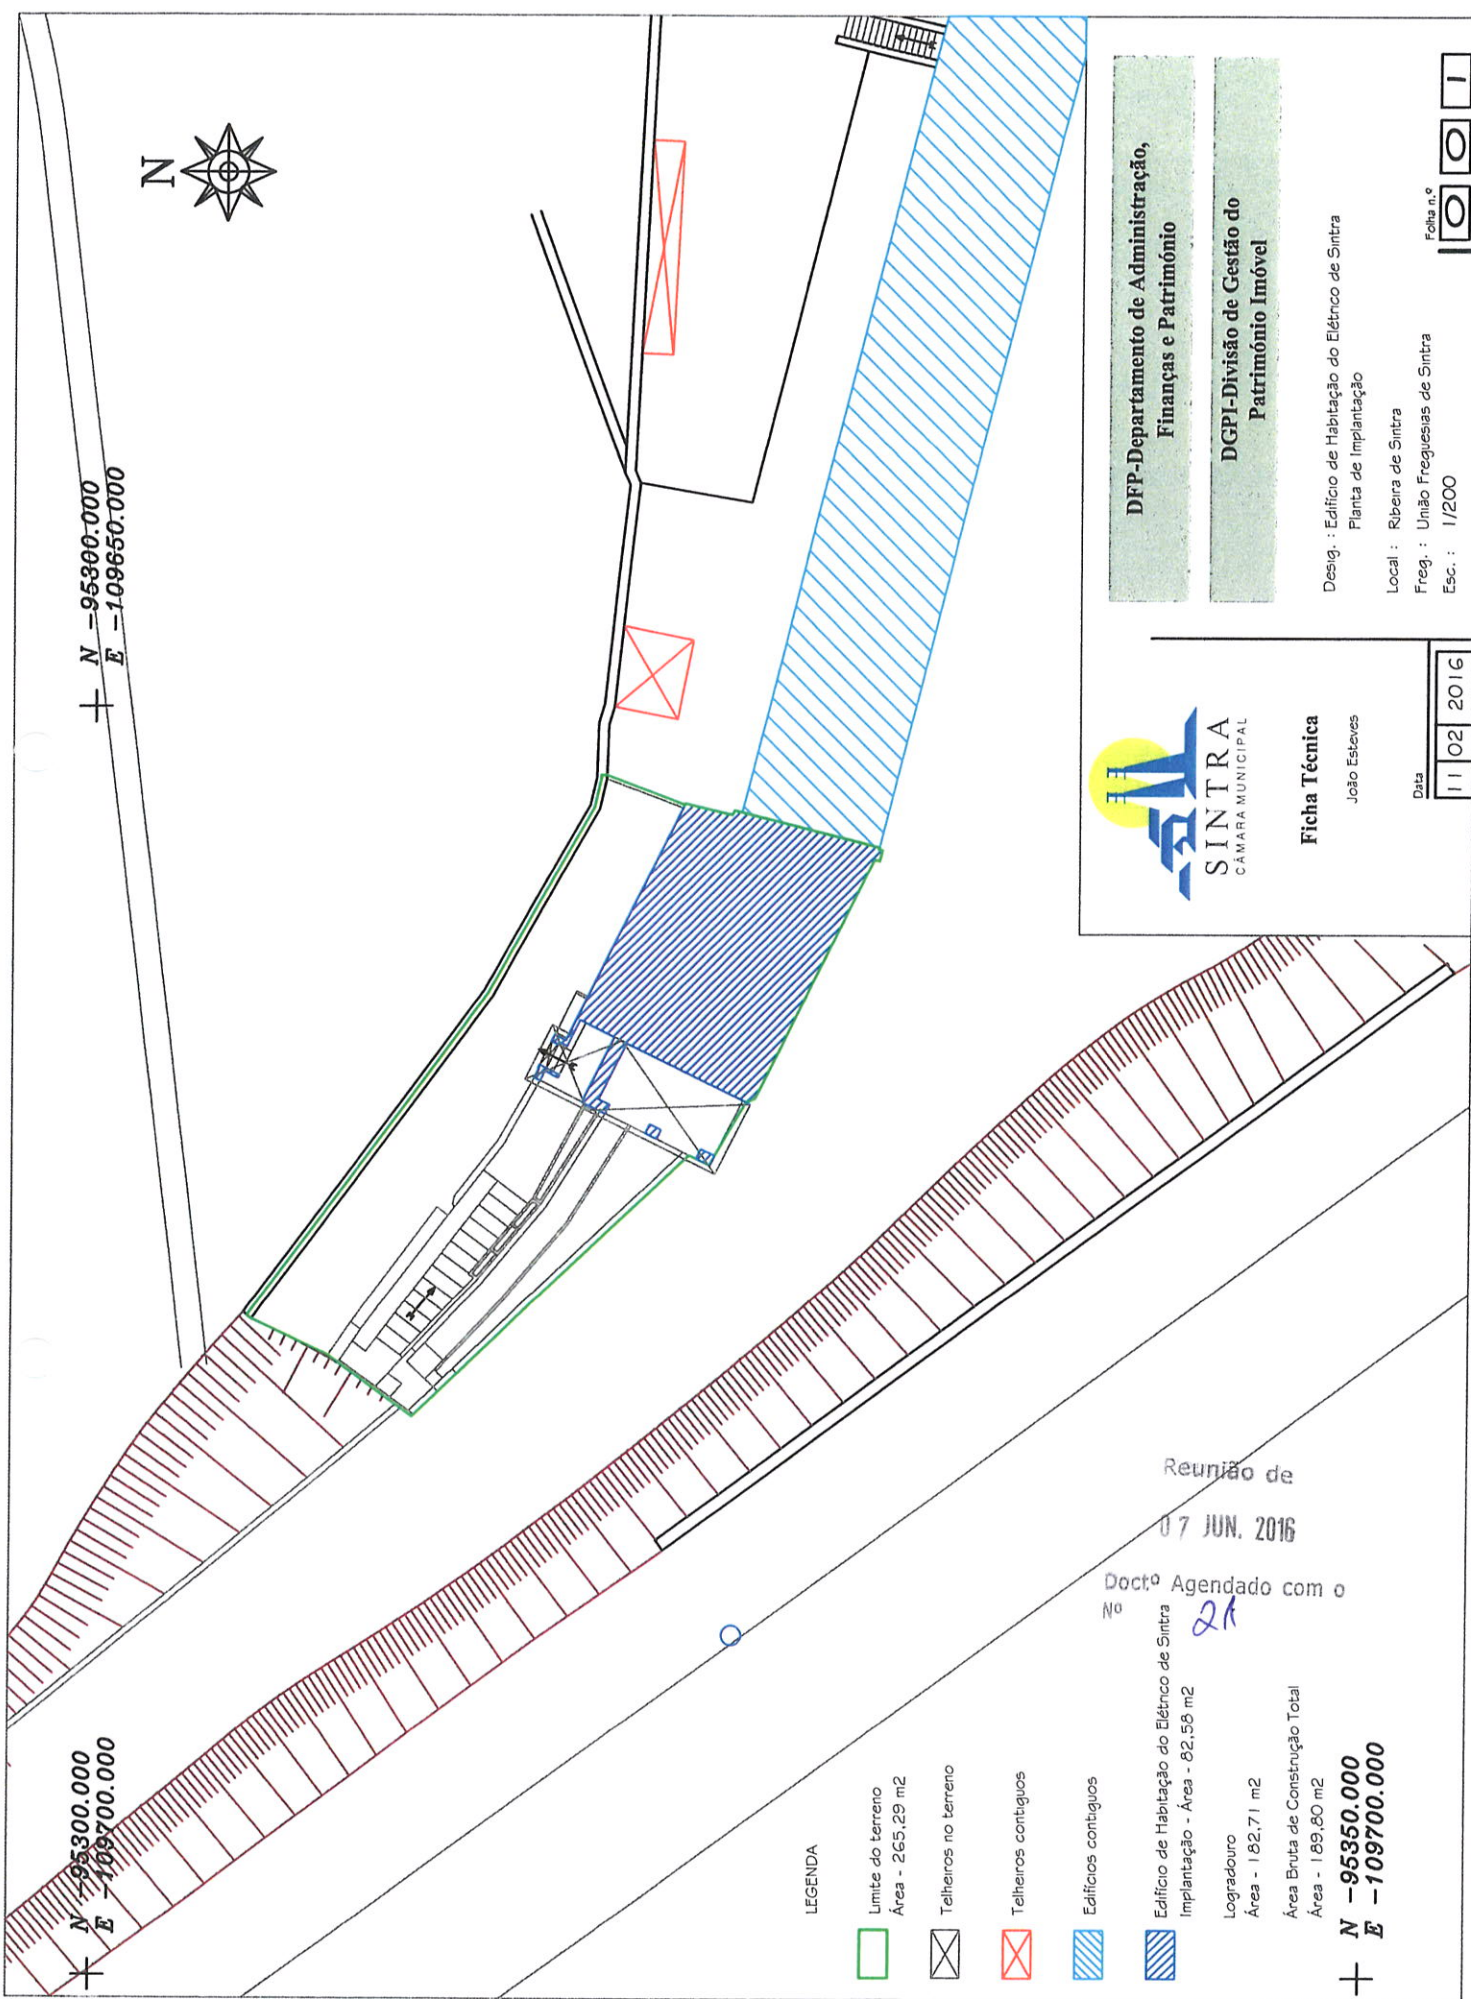 N
N -95300.000
E -109650.000
N -95300.000
E -109700.000
N -95350.000
E -109700.000
LEGENDA
Limite do terreno
Área - 265,29 m2
Telheiros no terreno
Telheiros contiguos
Edifícios contiguos
Edifício de Habitação do Elétrico de Sintra
Implantação - Área - 82,58 m2
Logradouro
Área - 182,71 m2
Área Bruta de Construção Total
Área - 189,80 m2
Reunião de
07 JUN. 2016
Doctº Agendado com o
Nº 21
SINTRA
CÂMARA MUNICIPAL
Ficha Técnica
João Esteves
Data
11 02 2016
DFP-Departamento de Administração,
Finanças e Património
DGPI-Divisão de Gestão do
Património Imóvel
Desig. : Edifício de Habitação do Elétrico de Sintra
Planta de Implantação
Local : Ribeira de Sintra
Freg. : União Freguesias de Sintra
Esc. : 1/200
Folha n.º
0 0 1